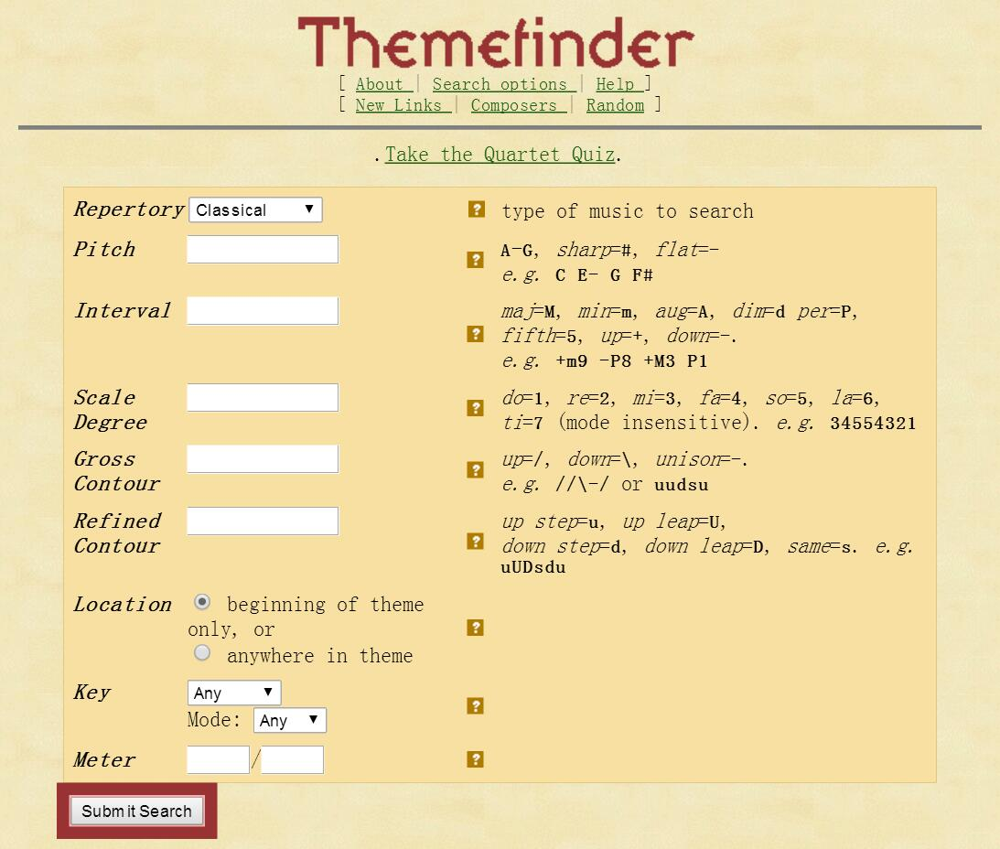 Themefinder
[ About | Search options | Help ]
[ New Links | Composers | Random ]
. Take the Quartet Quiz.
Repertory Classical ▼ ? type of music to search
Pitch ? A-G, sharp=#, flat=-
e.g. C E- G F#
Interval ? maj=M, min=m, aug=A, dim=d per=P,
fifth=5, up=+, down=-.
e.g. +m9 -P8 +M3 P1
Scale Degree ? do=1, re=2, mi=3, fa=4, so=5, la=6,
ti=7 (mode insensitive). e.g. 34554321
Gross Contour ? up=/, down=\, unison=-.
e.g. //\-/ or uudsu
Refined Contour ? up step=u, up leap=U,
down step=d, down leap=D, same=s. e.g.
uUDsdu
Location beginning of theme
only, or ?
anywhere in theme
Key Any ▼ ?
Mode: Any ▼
Meter / ?
Submit Search